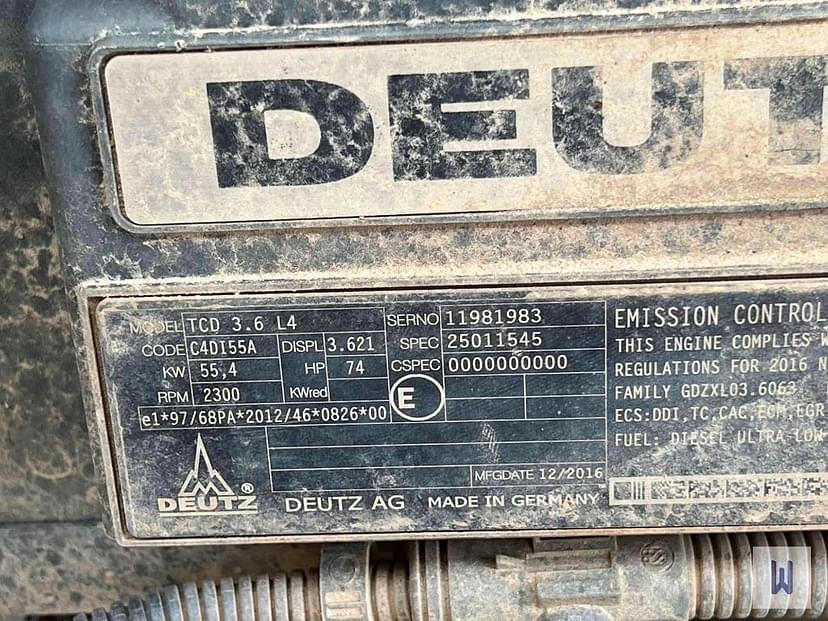 DEUT
MODEL TCD 3.6 L4 SERNO 11981983
CODE C4DI55A DISPL 3.621 SPEC 25011545
KW 55,4 HP 74 CSPEC 0000000000
RPM 2300 KWred E
e1*97/68PA*2012/46*0826*00
MFGDATE 12/2016
DEUTZ ® DEUTZ AG MADE IN GERMANY
EMISSION CONTROL
THIS ENGINE COMPLIES W
REGULATIONS FOR 2016 N
FAMILY GDZXL03.6063
ECS:DDI,TC,CAC,ECM,EGR
FUEL: DIESEL ULTRA-LOW
W